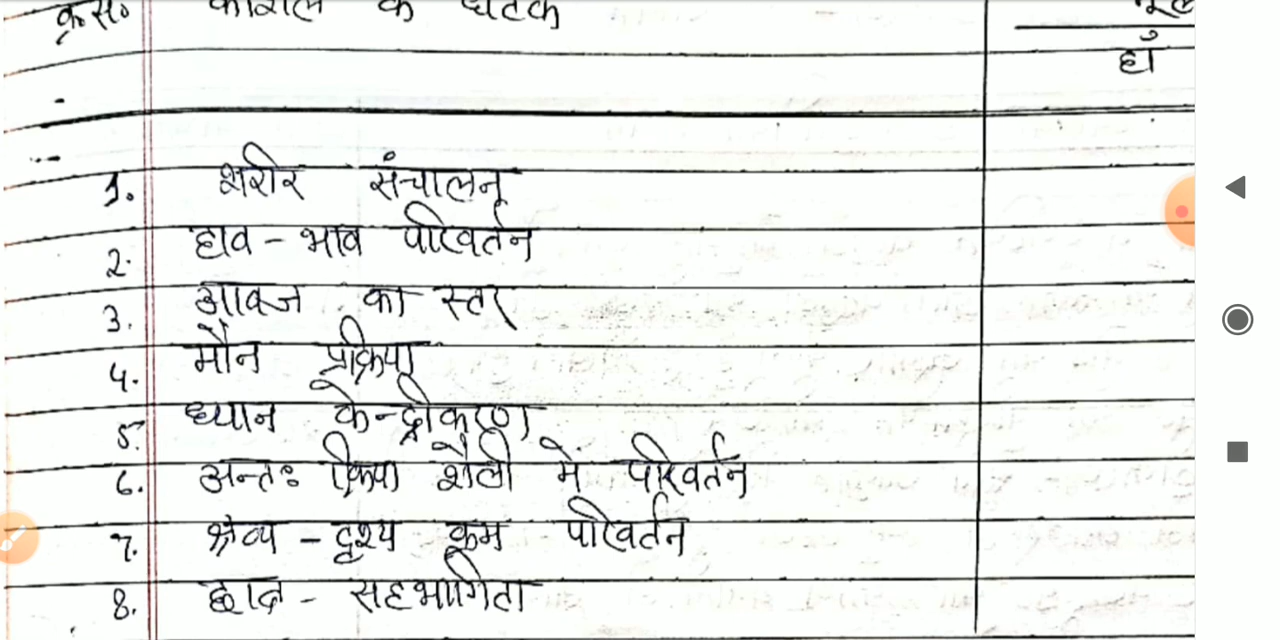 क्र.सं. कौशल के घटक
हाँ
1. शरीर संचालन
2. हाव - भाव परिवर्तन
3. आवज का स्तर
4. मौन प्रक्रिया
5. ध्यान केन्द्रीकरण
6. अन्तः क्रिया शैली में परिवर्तन
7. श्रव्य - दृश्य क्रम परिवर्तन
8. छात्र - सहभागिता